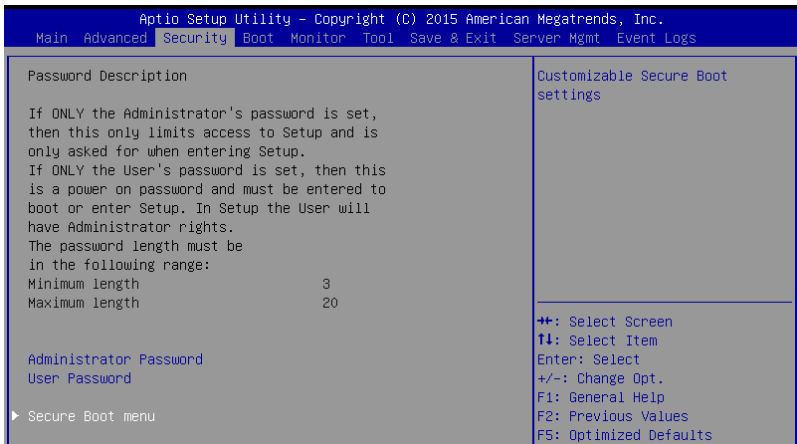 Aptio Setup Utility – Copyright (C) 2015 American Megatrends, Inc.
Main Advanced Security Boot Monitor Tool Save & Exit Server Mgmt Event Logs
Password Description
If ONLY the Administrator's password is set,
then this only limits access to Setup and is
only asked for when entering Setup.
If ONLY the User's password is set, then this
is a power on password and must be entered to
boot or enter Setup. In Setup the User will
have Administrator rights.
The password length must be
in the following range:
Minimum length 3
Maximum length 20
Administrator Password
User Password
Secure Boot menu
Customizable Secure Boot
settings
→←: Select Screen
↑↓: Select Item
Enter: Select
+/-: Change Opt.
F1: General Help
F2: Previous Values
F5: Optimized Defaults